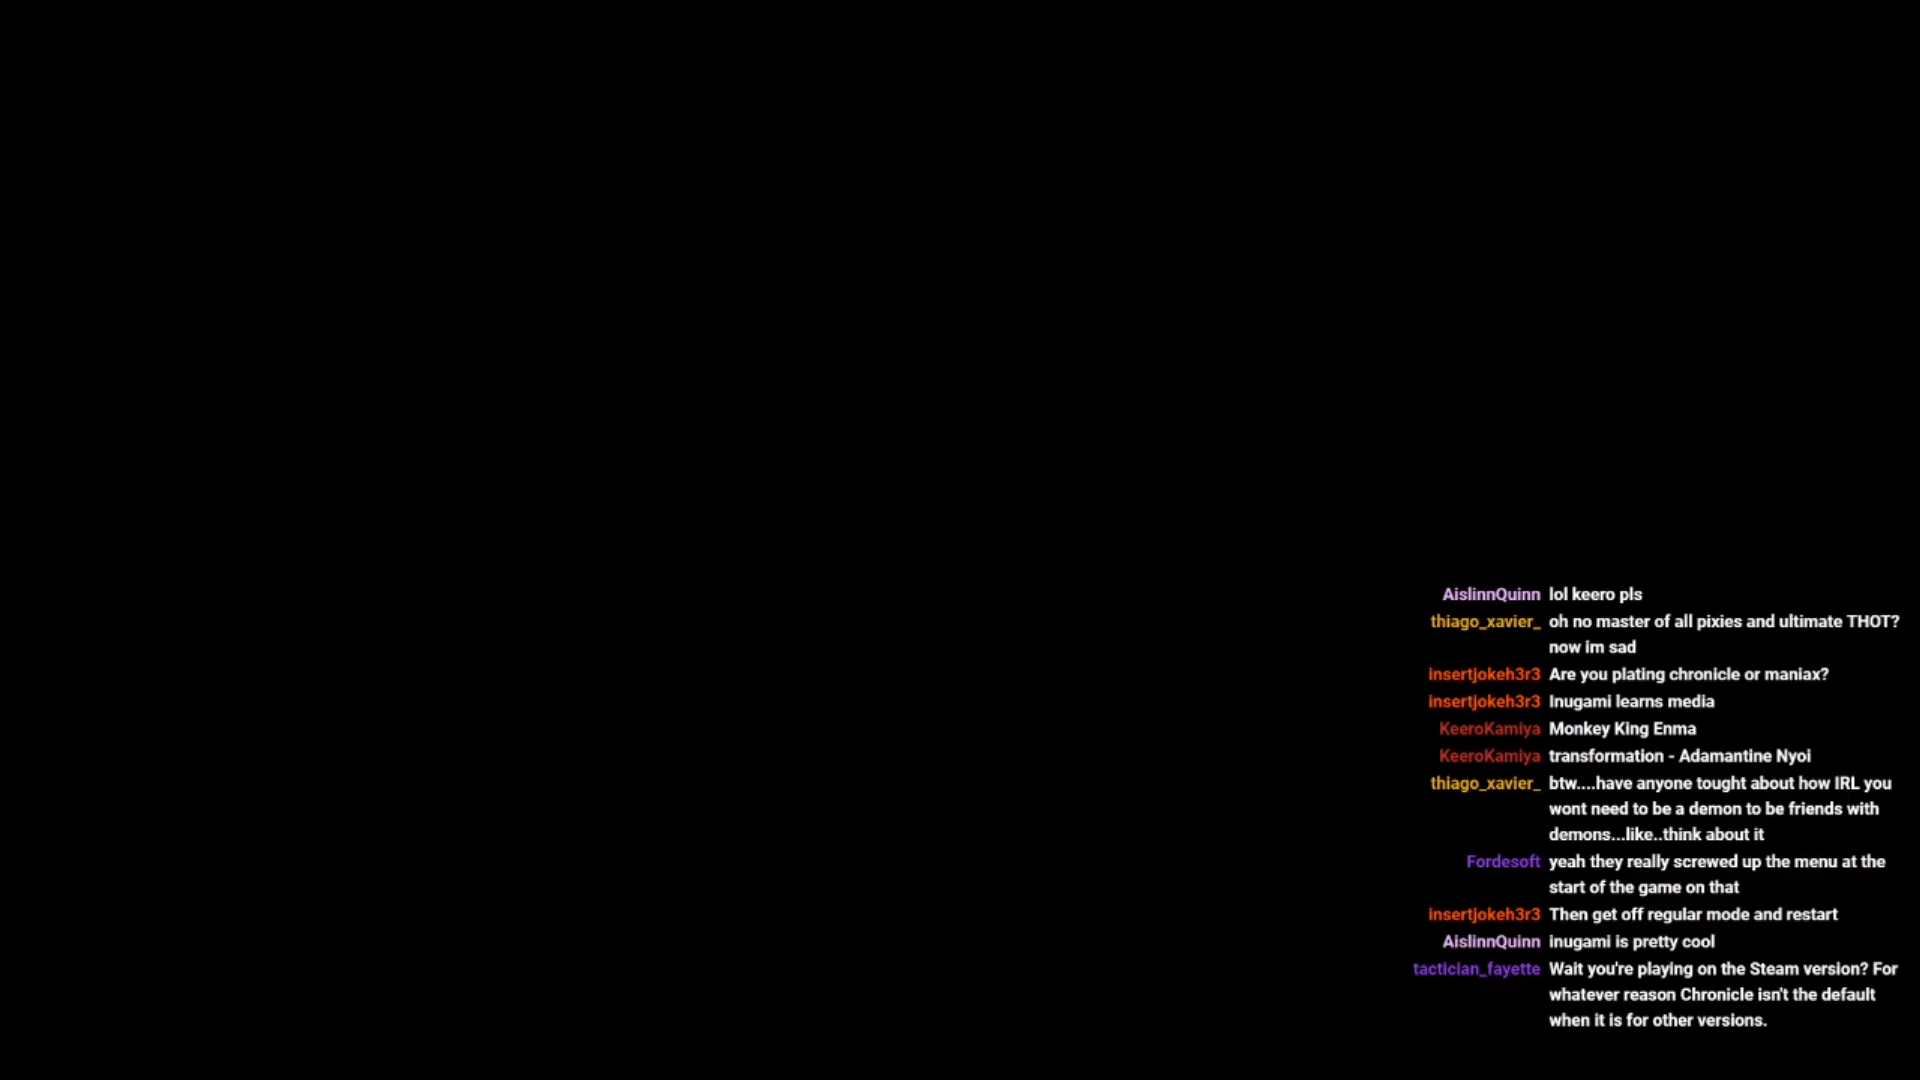 AislinnQuinn lol keero pls
thiago_xavier_ oh no master of all pixies and ultimate THOT?
now im sad
insertjokeh3r3 Are you plating chronicle or maniax?
insertjokeh3r3 Inugami learns media
KeeroKamiya Monkey King Enma
KeeroKamiya transformation - Adamantine Nyoi
thiago_xavier_ btw....have anyone tought about how IRL you
wont need to be a demon to be friends with
demons...like..think about it
Fordesoft yeah they really screwed up the menu at the
start of the game on that
insertjokeh3r3 Then get off regular mode and restart
AislinnQuinn inugami is pretty cool
tactician_fayette Wait you're playing on the Steam version? For
whatever reason Chronicle isn't the default
when it is for other versions.